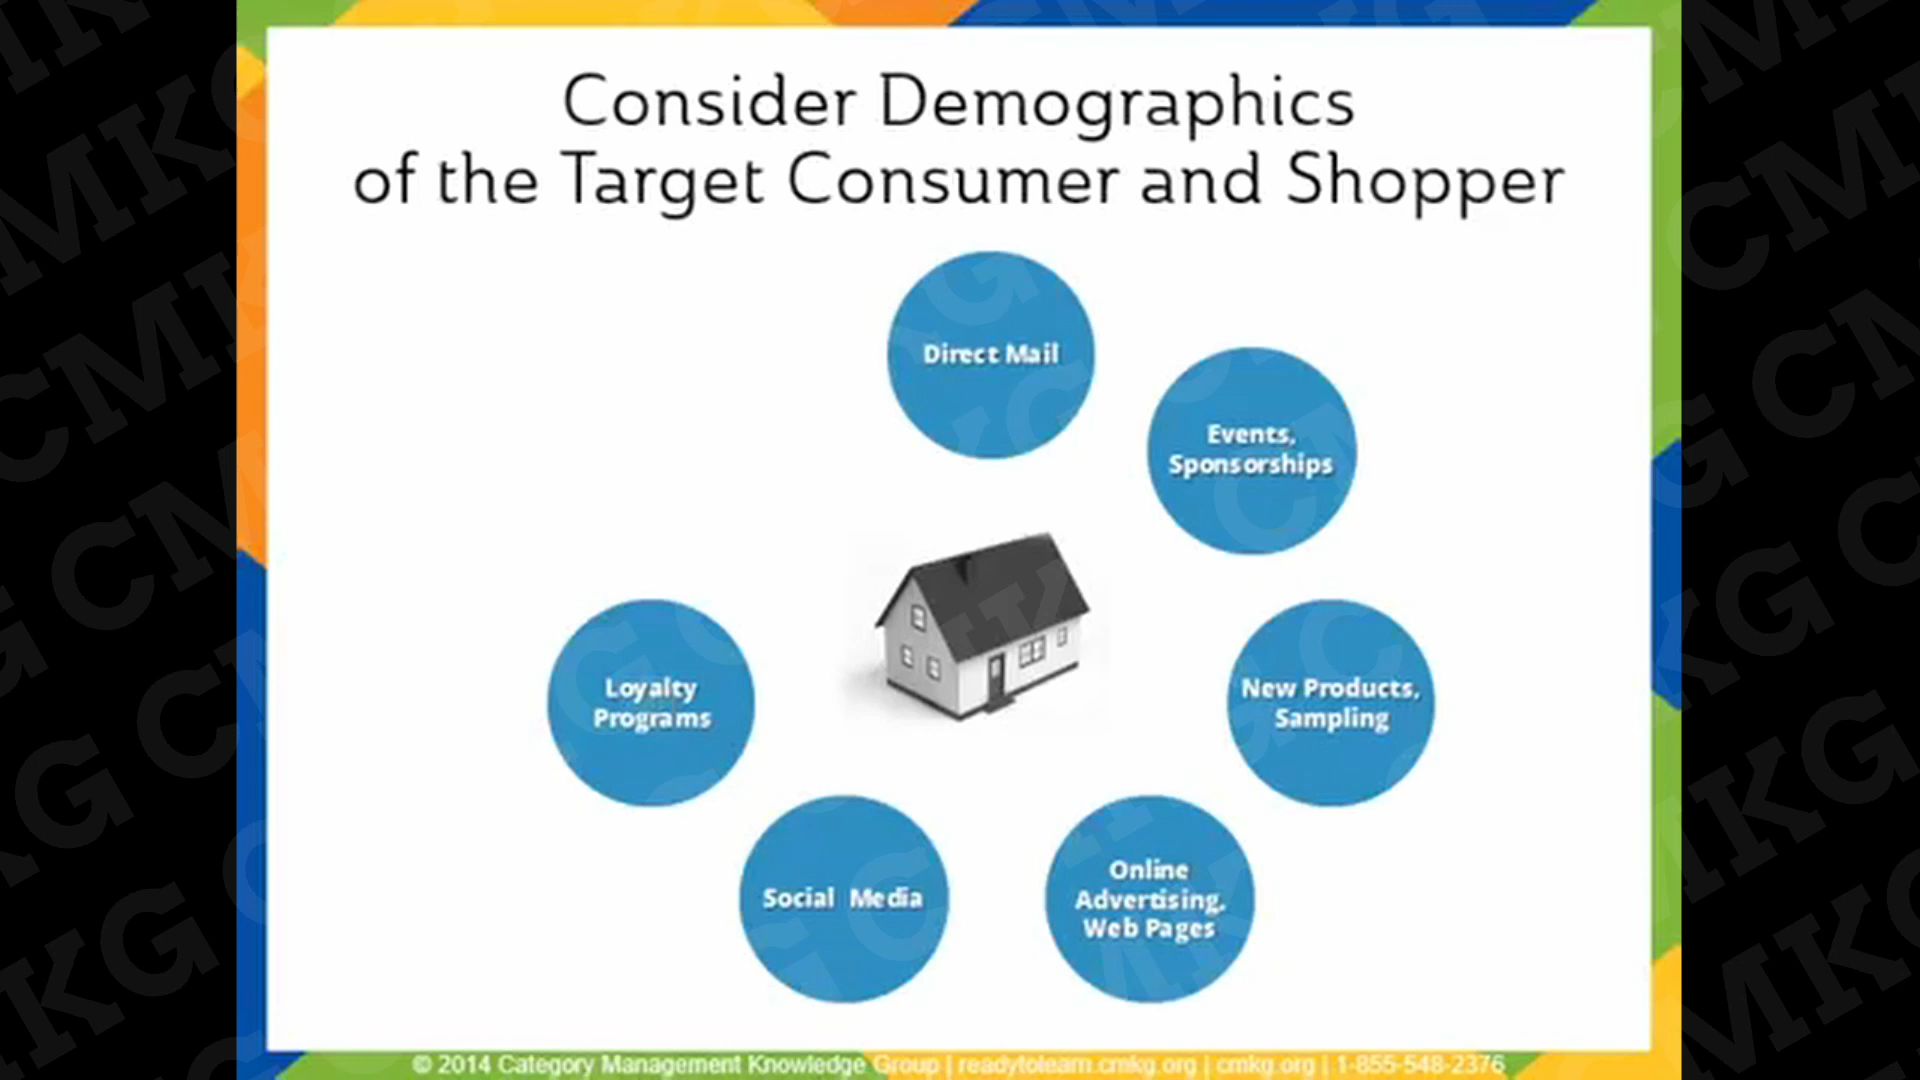 Consider Demographics
of the Target Consumer and Shopper
Direct Mail
Events,
Sponsorships
New Products,
Sampling
Online
Advertising,
Web Pages
Social Media
Loyalty
Programs
© 2014 Category Management Knowledge Group | readytolearn.cmkg.org | cmkg.org | 1-855-548-2376
CMKG